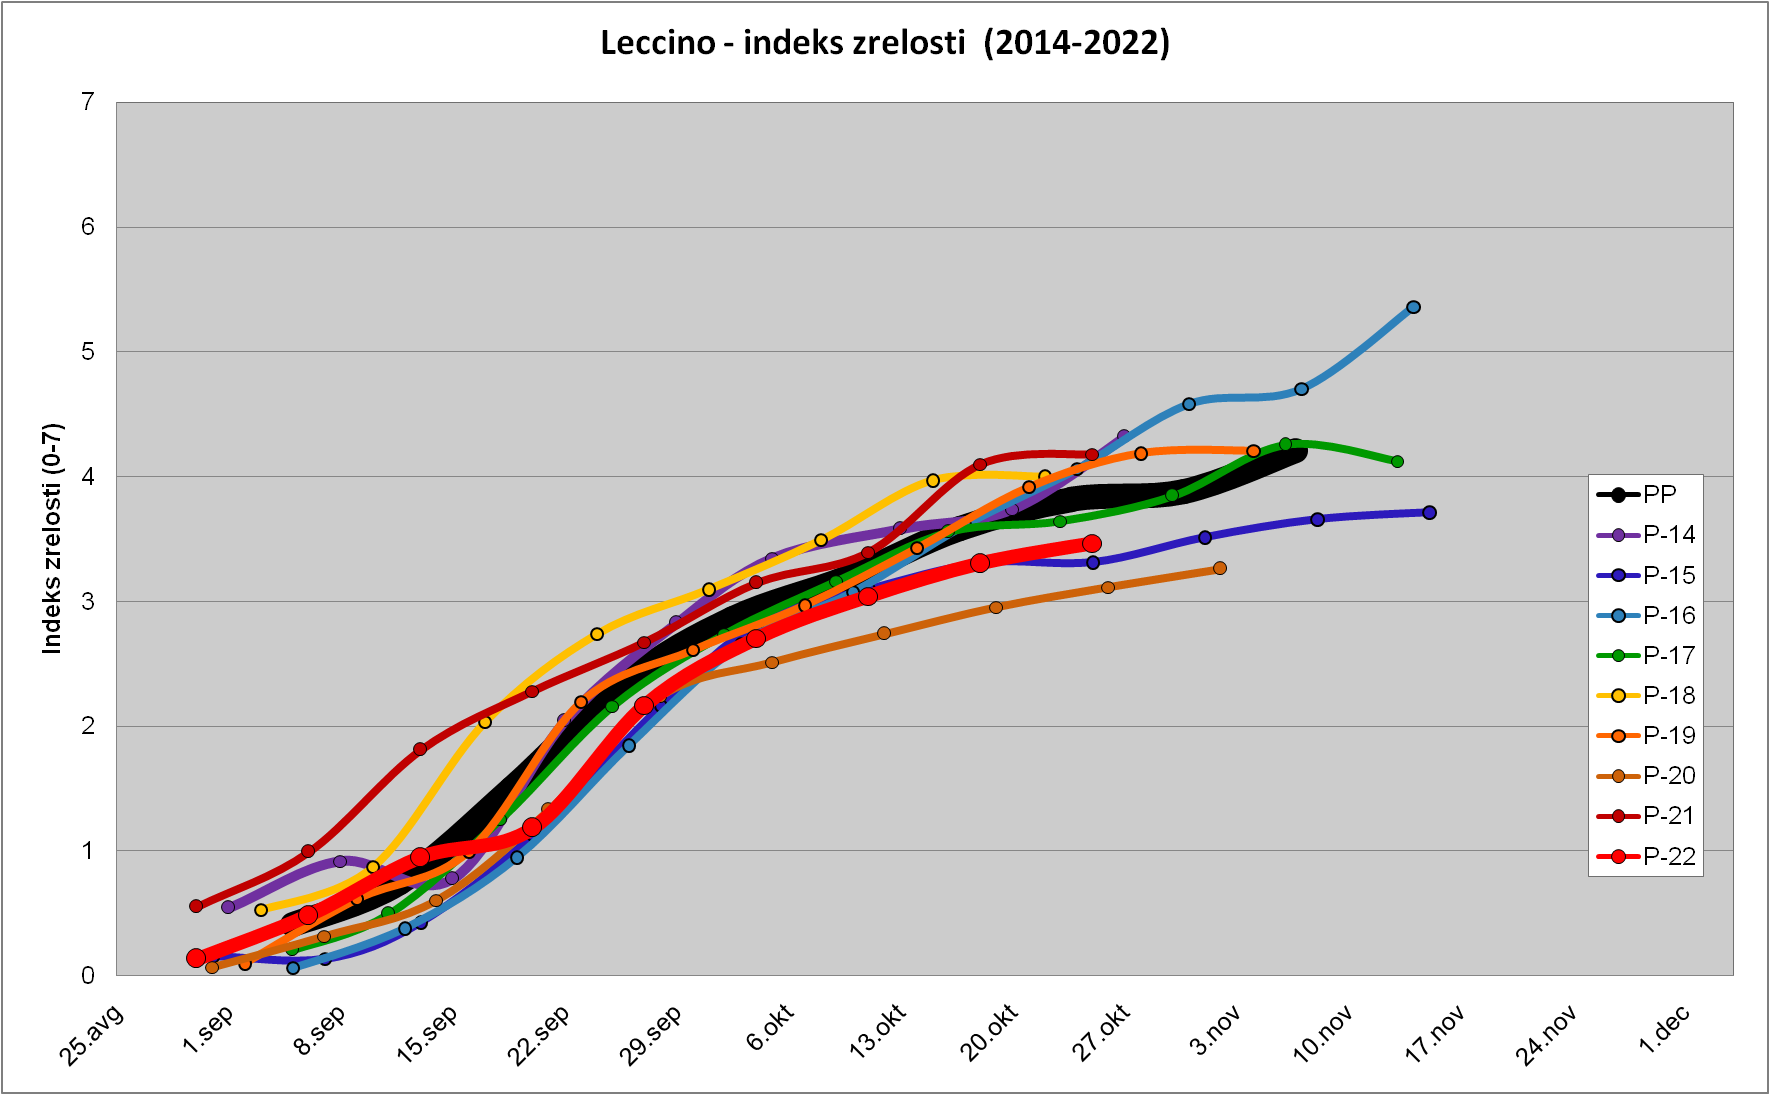 Leccino - indeks zrelosti (2014-2022)
Indeks zrelosti (0-7)
7
6
5
4
3
2
1
0
25.avg
1.sep
8.sep
15.sep
22.sep
29.sep
6.okt
13.okt
20.okt
27.okt
3.nov
10.nov
17.nov
24.nov
1.dec
PP
P-14
P-15
P-16
P-17
P-18
P-19
P-20
P-21
P-22